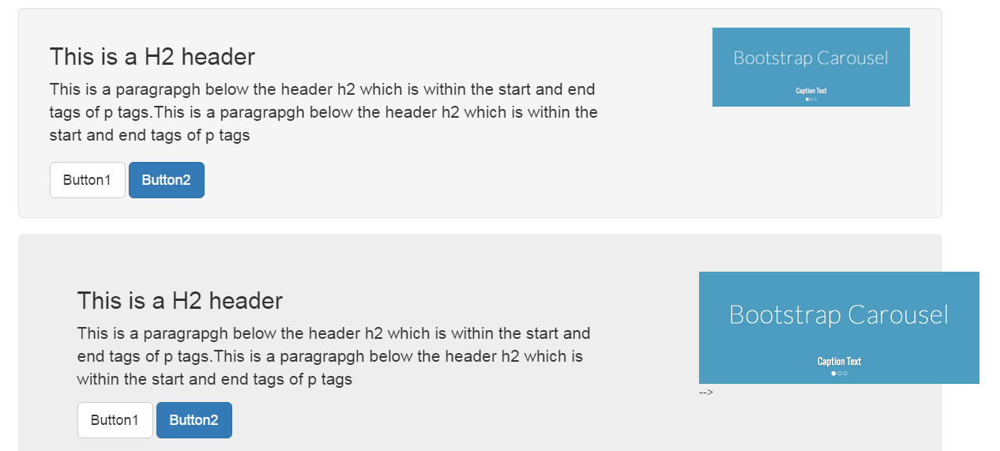 This is a H2 header
This is a paragrapgh below the header h2 which is within the start and end
tags of p tags.This is a paragrapgh below the header h2 which is within the
start and end tags of p tags
Button1 Button2
Bootstrap Carousel
Caption Text
This is a H2 header
This is a paragrapgh below the header h2 which is within the start and
end tags of p tags.This is a paragrapgh below the header h2 which is
within the start and end tags of p tags
Button1 Button2
Bootstrap Carousel
Caption Text
-->